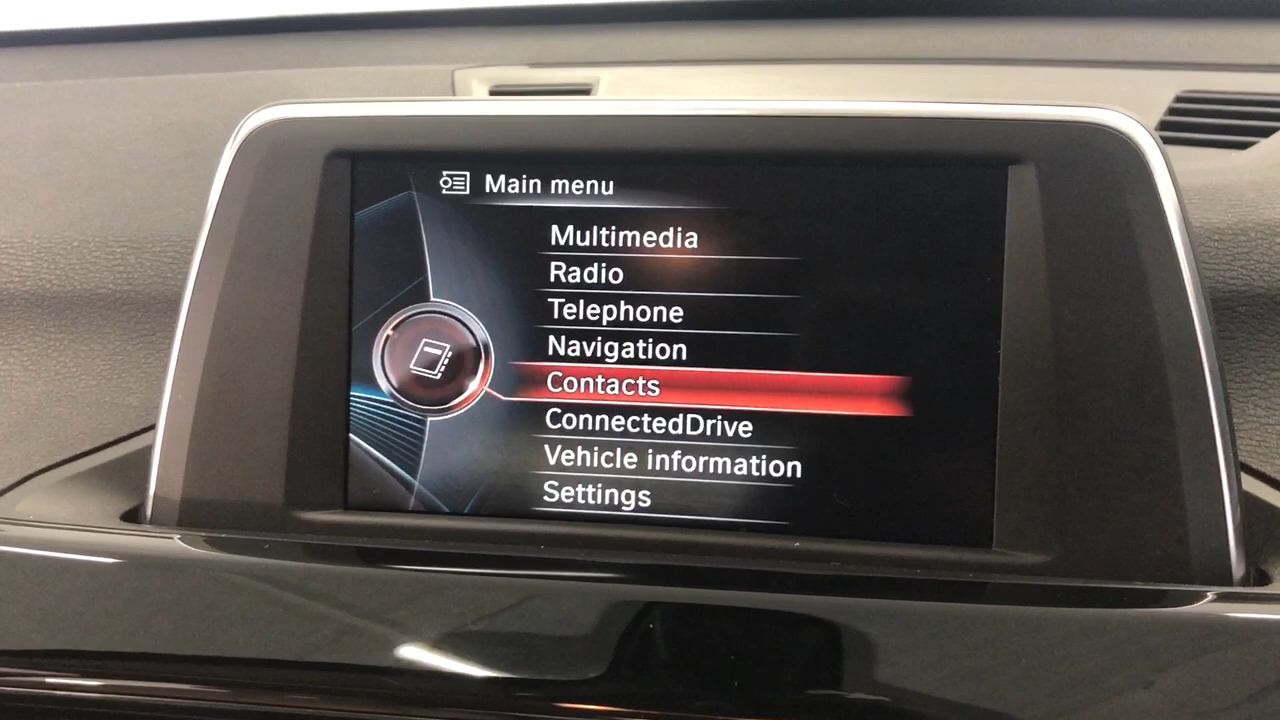 Main menu
Multimedia
Radio
Telephone
Navigation
Contacts
ConnectedDrive
Vehicle information
Settings